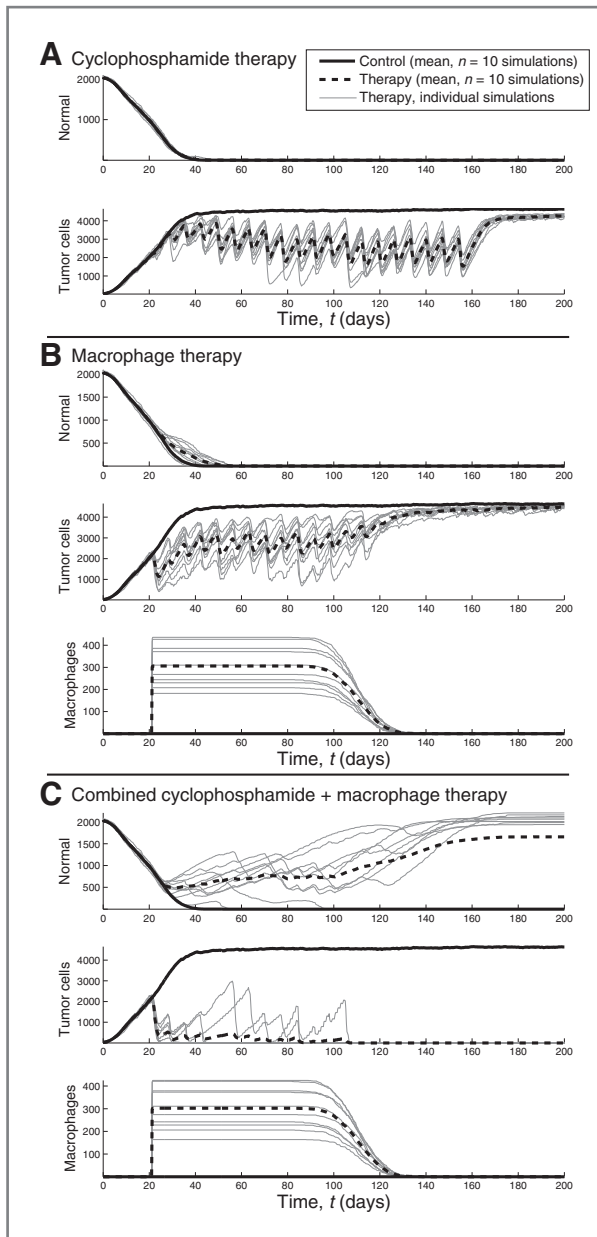 A Cyclophosphamide therapy
Control (mean, n = 10 simulations)
Therapy (mean, n = 10 simulations)
Therapy, individual simulations
Normal
2000
1000
0 20 40 60 80 100 120 140 160 180 200
Tumor cells
4000
3000
2000
1000
0 20 40 60 80 100 120 140 160 180 200
Time, t (days)
B Macrophage therapy
Normal
2000
1500
1000
500
0 20 40 60 80 100 120 140 160 180 200
Tumor cells
4000
3000
2000
1000
0 0 20 40 60 80 100 120 140 160 180 200
Macrophages
400
300
200
100
0 20 40 60 80 100 120 140 160 180 200
Time, t (days)
C Combined cyclophosphamide + macrophage therapy
Normal
2000
1500
1000
500
0 0 20 40 60 80 100 120 140 160 180 200
Tumor cells
4000
3000
2000
1000
0 0 20 40 60 80 100 120 140 160 180 200
Macrophages
400
300
200
100
0 20 40 60 80 100 120 140 160 180 200
Time, t (days)